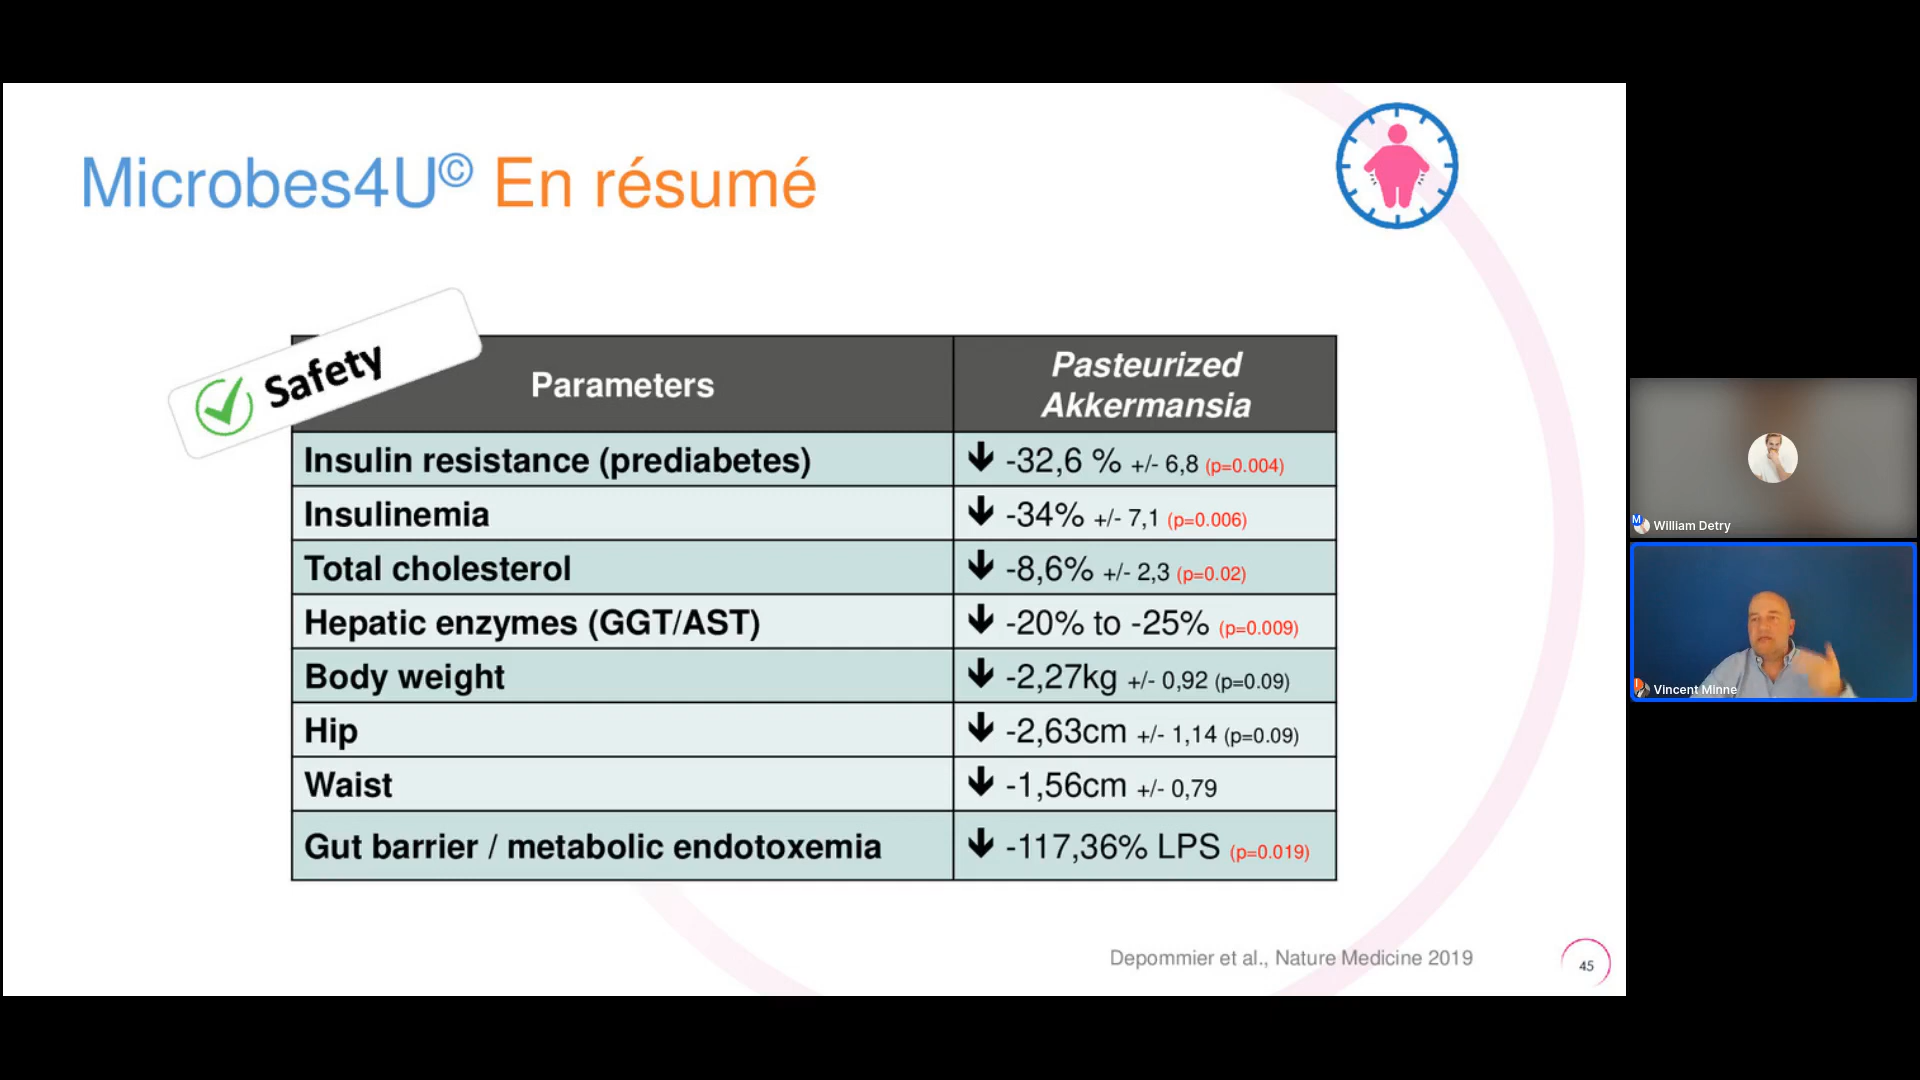 Microbes4U© En résumé
Safety
Parameters
Pasteurized
Akkermansia
Insulin resistance (prediabetes)
-32,6 % +/- 6,8 (p=0.004)
Insulinemia
-34% +/- 7,1 (p=0.006)
Total cholesterol
-8,6% +/- 2,3 (p=0.02)
Hepatic enzymes (GGT/AST)
-20% to -25% (p=0.009)
Body weight
-2,27kg +/- 0,92 (p=0.09)
Hip
-2,63cm +/- 1,14 (p=0.09)
Waist
-1,56cm +/- 0,79
Gut barrier / metabolic endotoxemia
-117,36% LPS (p=0.019)
Depommier et al., Nature Medicine 2019
45
M
William Detry
Vincent Minne